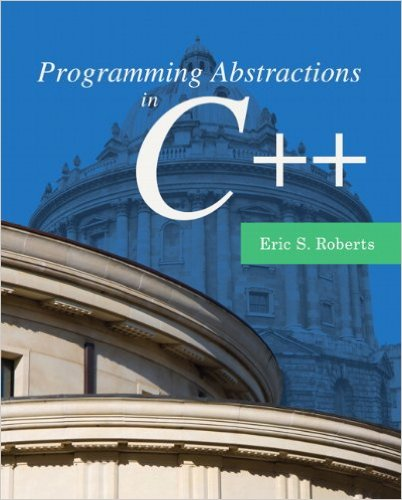 Programming Abstractions
in
C++
Eric S. Roberts